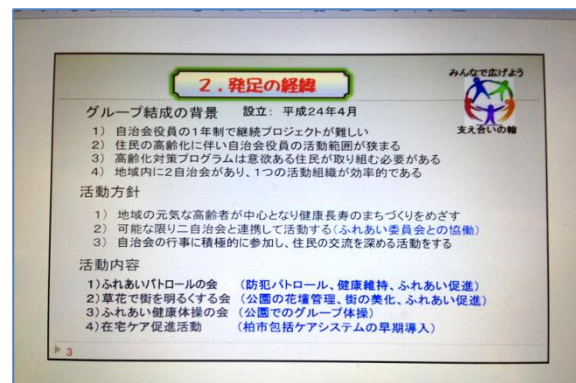 2．発足の経緯
みんなで広げよう
支え合いの輪
グループ結成の背景　設立： 平成24年4月
1） 自治会役員の1年制で継続プロジェクトが難しい
2） 住民の高齢化に伴い自治会役員の活動範囲が狭まる
3） 高齢化対策プログラムは意欲ある住民が取り組む必要がある
4） 地域内に2自治会があり、1つの活動組織が効率的である
活動方針
1） 地域の元気な高齢者が中心となり健康長寿のまちづくりをめざす
2） 可能な限り二自治会と連携して活動する（ふれあい委員会との協働）
3） 自治会の行事に積極的に参加し、住民の交流を深める活動をする
活動内容
1）ふれあいパトロールの会　（防犯パトロール、健康維持、ふれあい促進）
2）草花で街を明るくする会　（公園の花壇管理、街の美化、ふれあい促進）
3）ふれあい健康体操の会　（公園でのグループ体操）
4）在宅ケア促進活動　（柏市包括ケアシステムの早期導入）
3